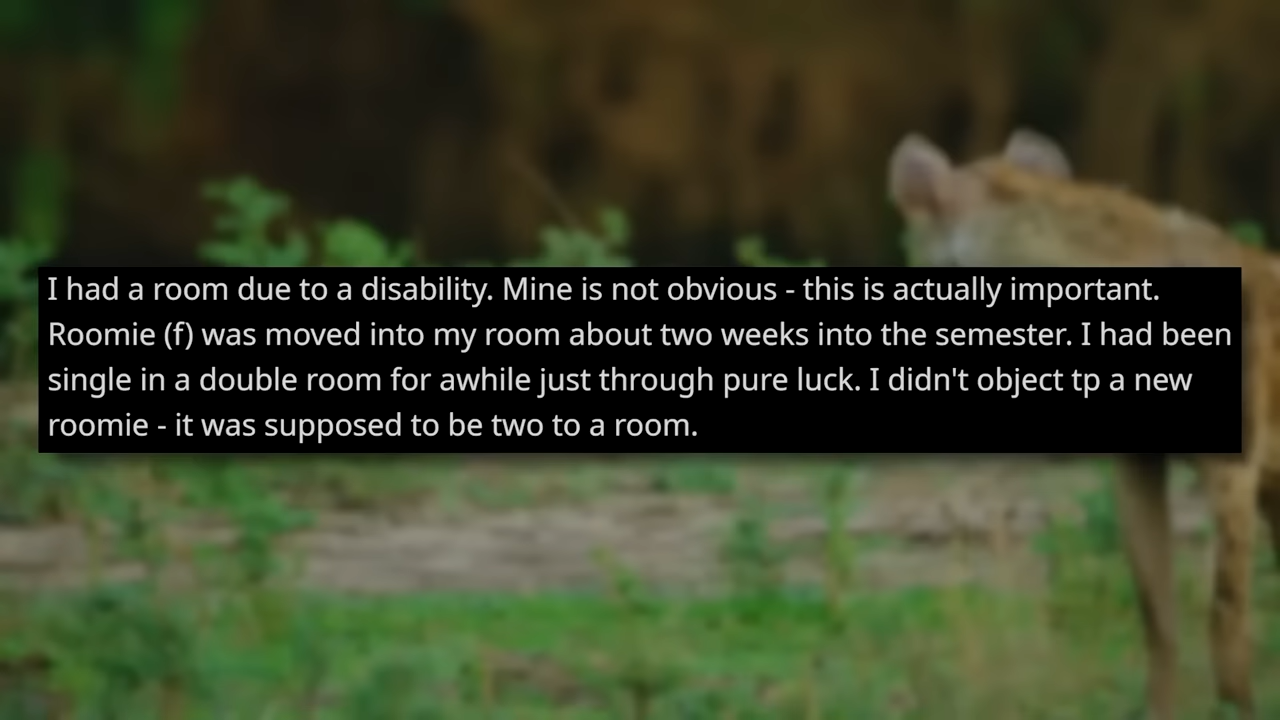 I had a room due to a disability. Mine is not obvious - this is actually important.
Roomie (f) was moved into my room about two weeks into the semester. I had been
single in a double room for awhile just through pure luck. I didn't object tp a new
roomie - it was supposed to be two to a room.